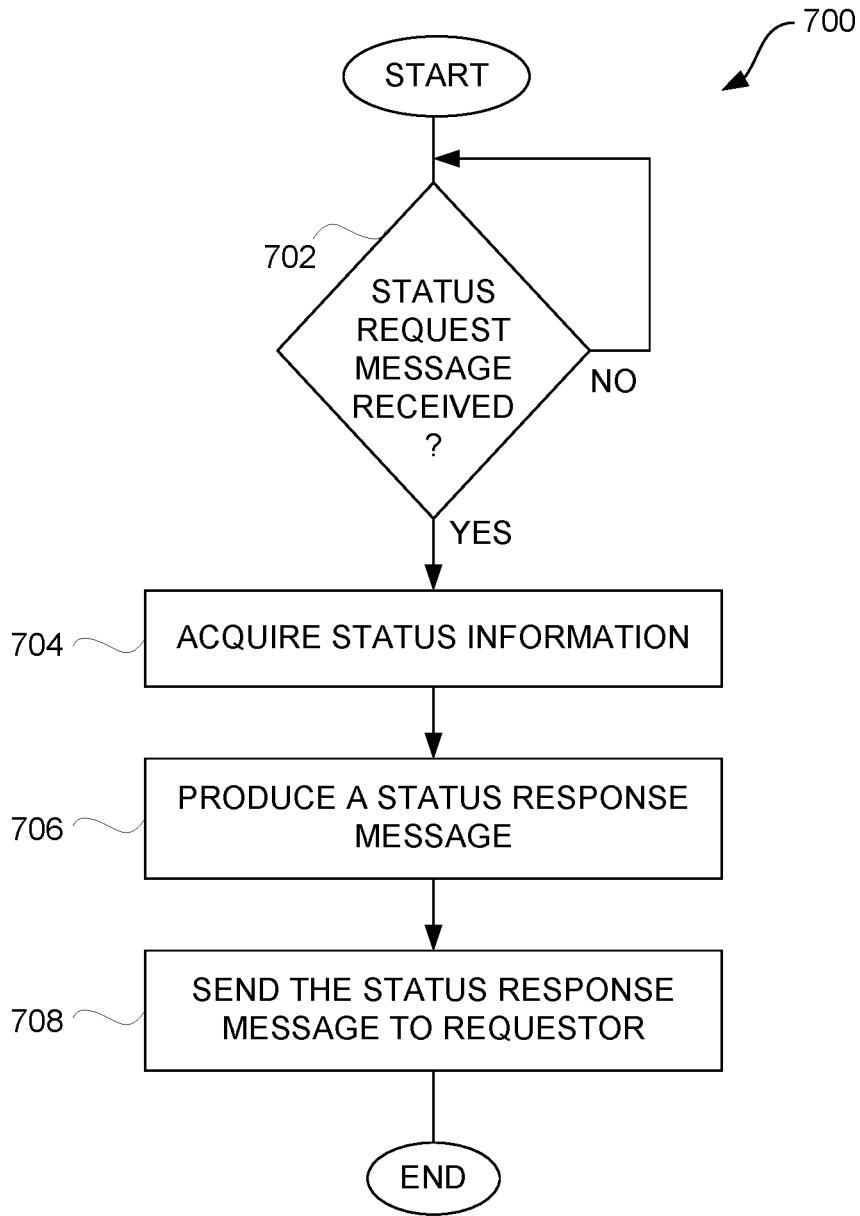 700
START
702
STATUS
REQUEST
MESSAGE
RECEIVED
?
NO
YES
704
ACQUIRE STATUS INFORMATION
706
PRODUCE A STATUS RESPONSE
MESSAGE
708
SEND THE STATUS RESPONSE
MESSAGE TO REQUESTOR
END